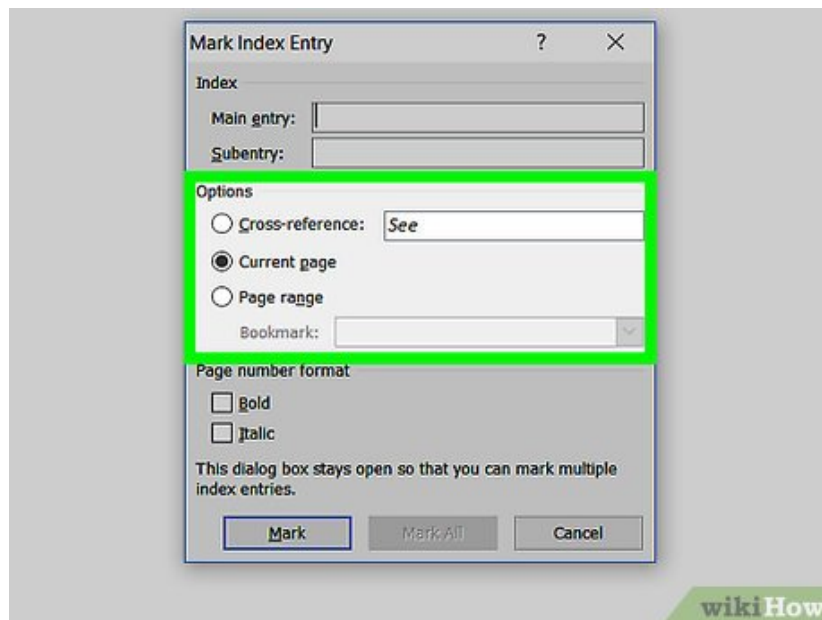 Mark Index Entry ? ×
Index
Main entry:
Subentry:
Options
Cross-reference: See
Current page
Page range
Bookmark:
Page number format
Bold
Italic
This dialog box stays open so that you can mark multiple
index entries.
Mark Mark All Cancel
wikiHow